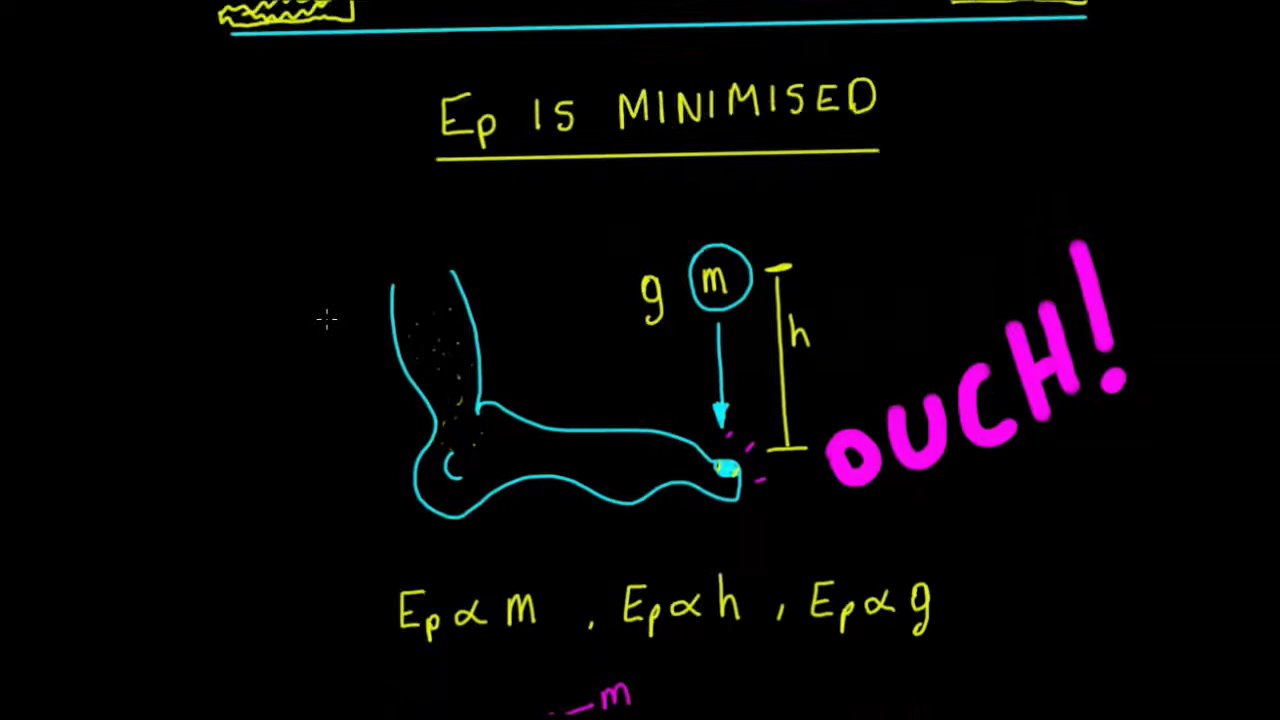 Ep IS MINIMISED
g m
h
OUCH!
Ep ∝ m , Ep ∝ h , Ep ∝ g
m